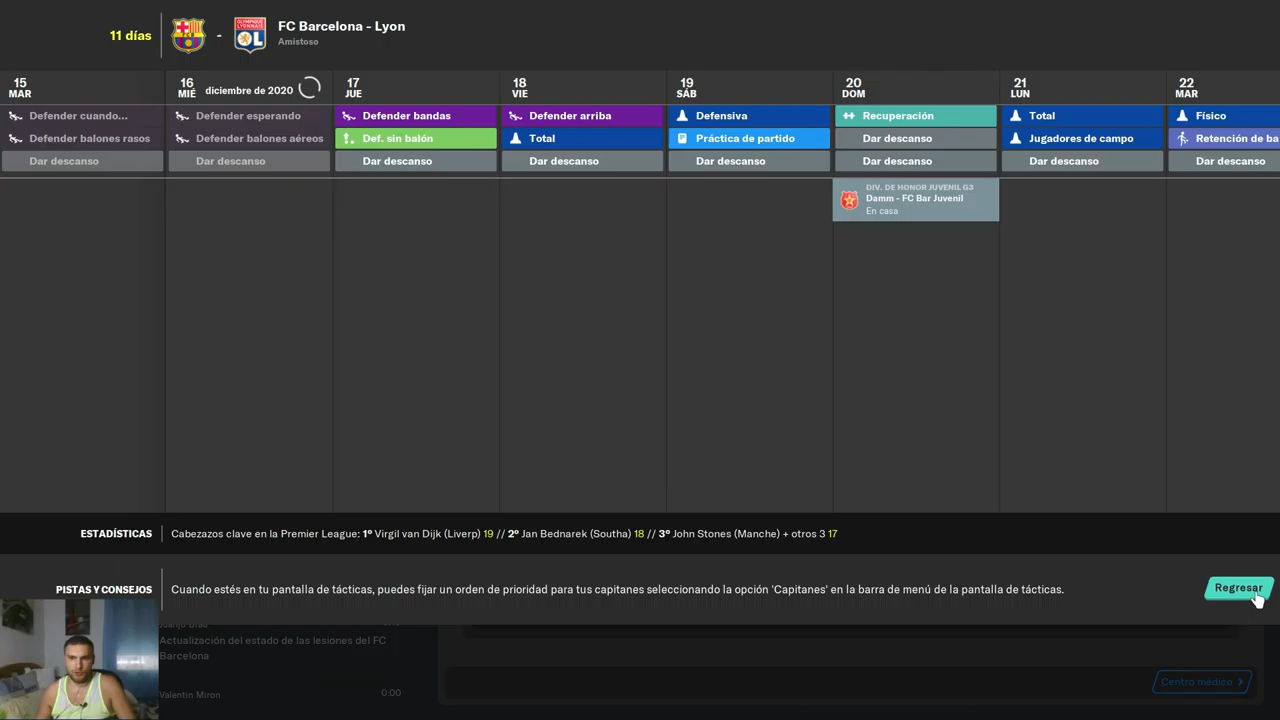 11 días
FC Barcelona - Lyon
Amistoso
15
MAR
16
MIÉ
diciembre de 2020
17
JUE
18
VIE
19
SÁB
20
DOM
21
LUN
22
MAR
Defender cuando...
Defender esperando
Defender bandas
Defender arriba
Defensiva
Recuperación
Total
Físico
Defender balones rasos
Defender balones aéreos
Def. sin balón
Total
Práctica de partido
Dar descanso
Jugadores de campo
Retención de ba
Dar descanso
Dar descanso
Dar descanso
Dar descanso
Dar descanso
Dar descanso
Dar descanso
Dar descanso
DIV. DE HONOR JUVENIL G3
Damm - FC Bar Juvenil
En casa
ESTADÍSTICAS
Cabezazos clave en la Premier League: 1º Virgil van Dijk (Liverp) 19 // 2º Jan Bednarek (Southa) 18 // 3º John Stones (Manche) + otros 3 17
PISTAS Y CONSEJOS
Cuando estés en tu pantalla de tácticas, puedes fijar un orden de prioridad para tus capitanes seleccionando la opción 'Capitanes' en la barra de menú de la pantalla de tácticas.
Regresar
Actualización del estado de las lesiones del FC
Barcelona
Valentin Miron
0:00
Centro médico